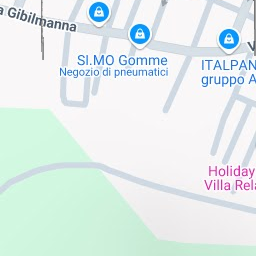 a Gibilmanna
V
SI.MO Gomme
Negozio di pneumatici
ITALPAN
gruppo A
Holiday
Villa Rela